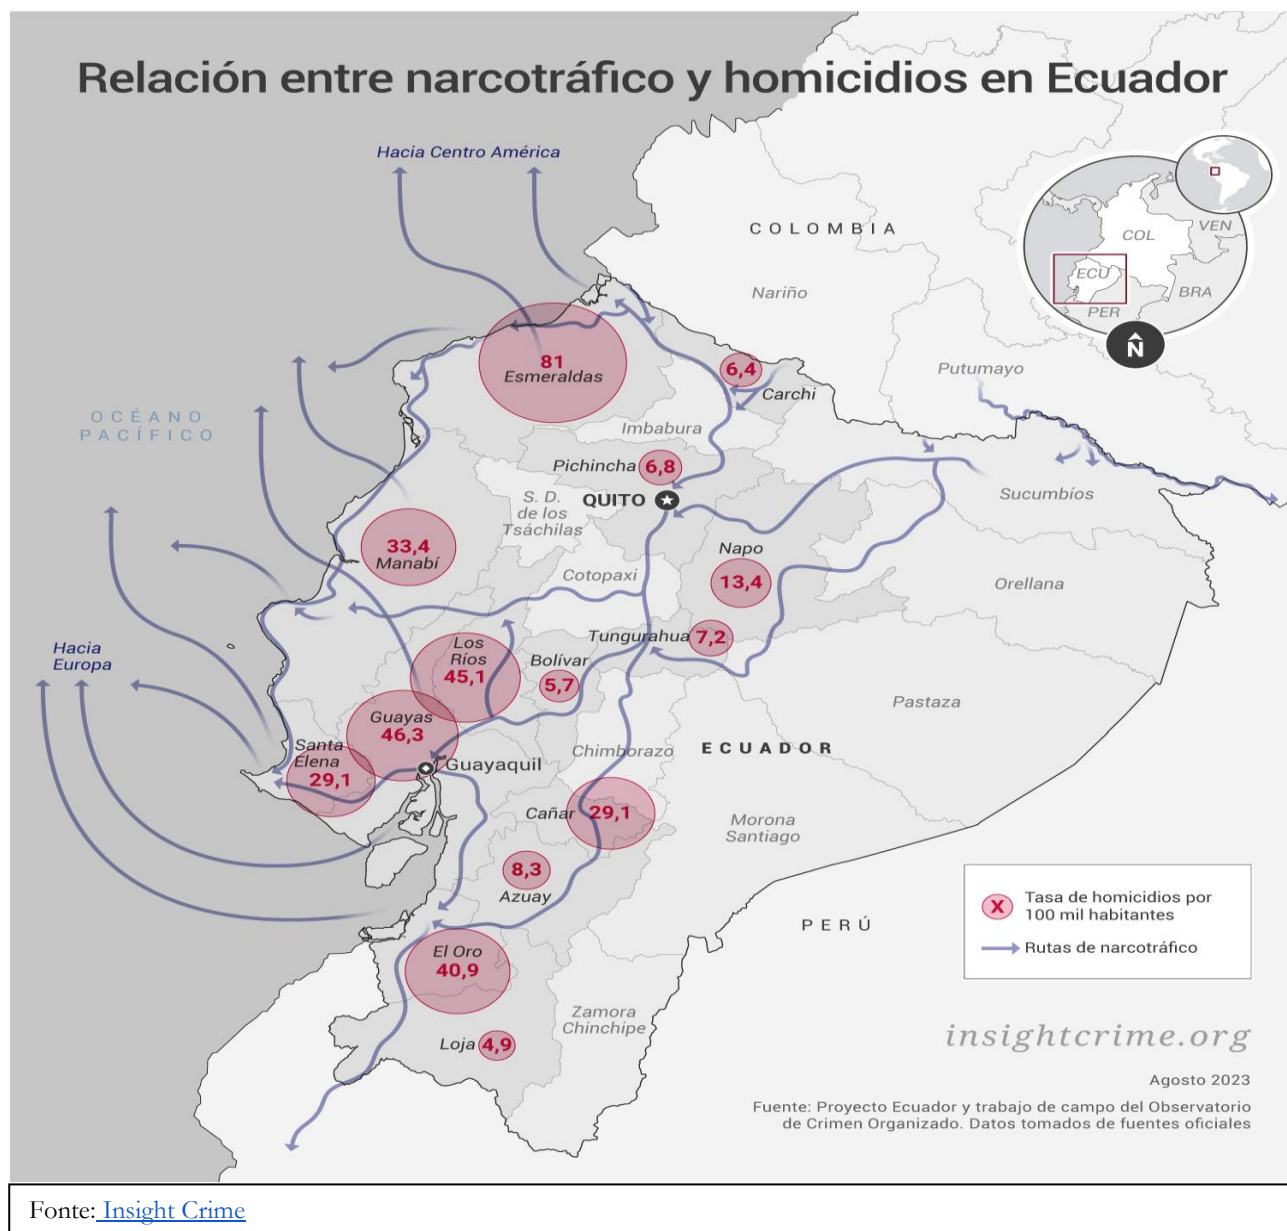 Relación entre narcotráfico y homicidios en Ecuador
Hacia Centro América
COLOMBIA
Nariño
COL
VEN
ECU
BRA
PER
N
OCÉANO
PACÍFICO
81
Esmeraldas
6,4
Carchi
Putumayo
Imbabura
Pichincha 6,8
QUITO
S. D.
de los
Tsáchilas
Sucumbíos
33,4
Manabí
Cotopaxi
Napo
13,4
Orellana
Hacia
Europa
Los
Ríos
45,1
Tungurahua 7,2
Bolívar
5,7
Pastaza
Guayas
46,3
Santa
Elena
29,1
Guayaquil
Chimborazo
ECUADOR
Cañar 29,1
Morona
Santiago
8,3
Azuay
PERÚ
El Oro
40,9
Zamora
Chinchipe
Loja 4,9
X Tasa de homicidios por
100 mil habitantes
Rutas de narcotráfico
insightcrime.org
Agosto 2023
Fuente: Proyecto Ecuador y trabajo de campo del Observatorio
de Crimen Organizado. Datos tomados de fuentes oficiales
Fonte: Insight Crime